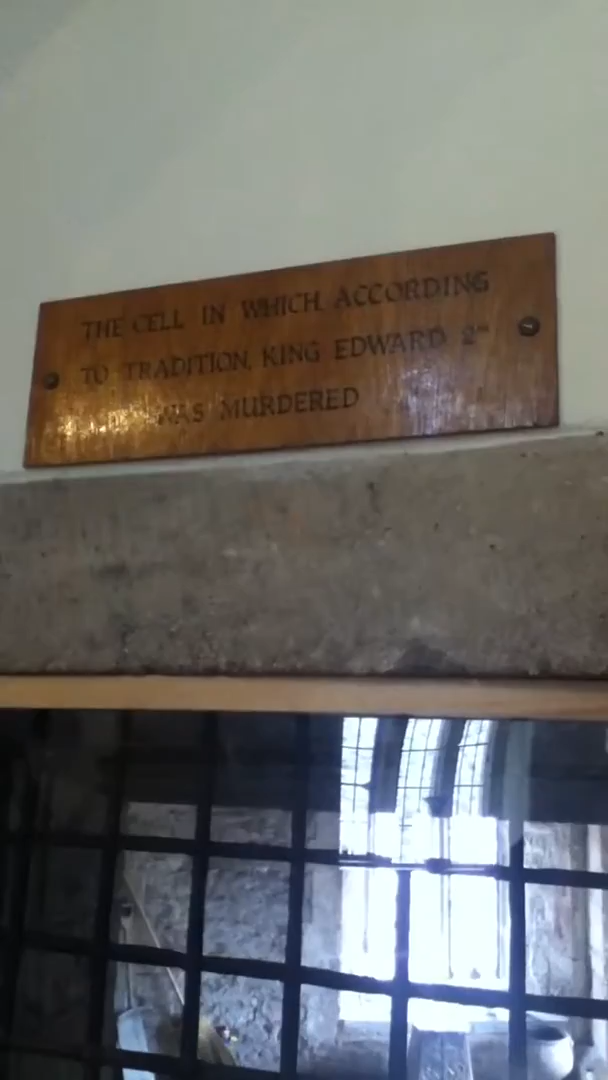 THE CELL IN WHICH, ACCORDING
TO TRADITION, KING EDWARD 2ND
WAS MURDERED